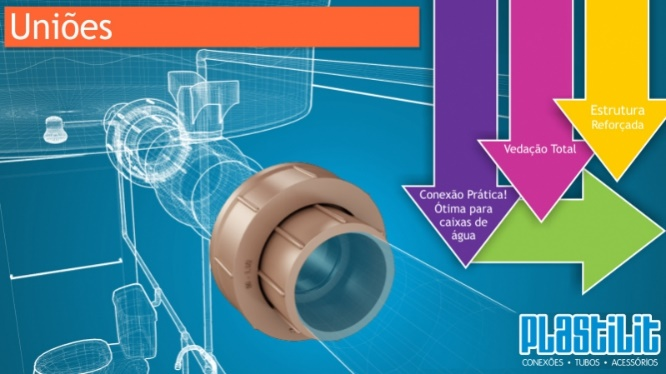 Uniões
Estrutura
Reforçada
Vedação Total
Conexão Prática!
Ótima para
caixas de
água
PLASTILIT
CONEXÕES • TUBOS • ACESSÓRIOS